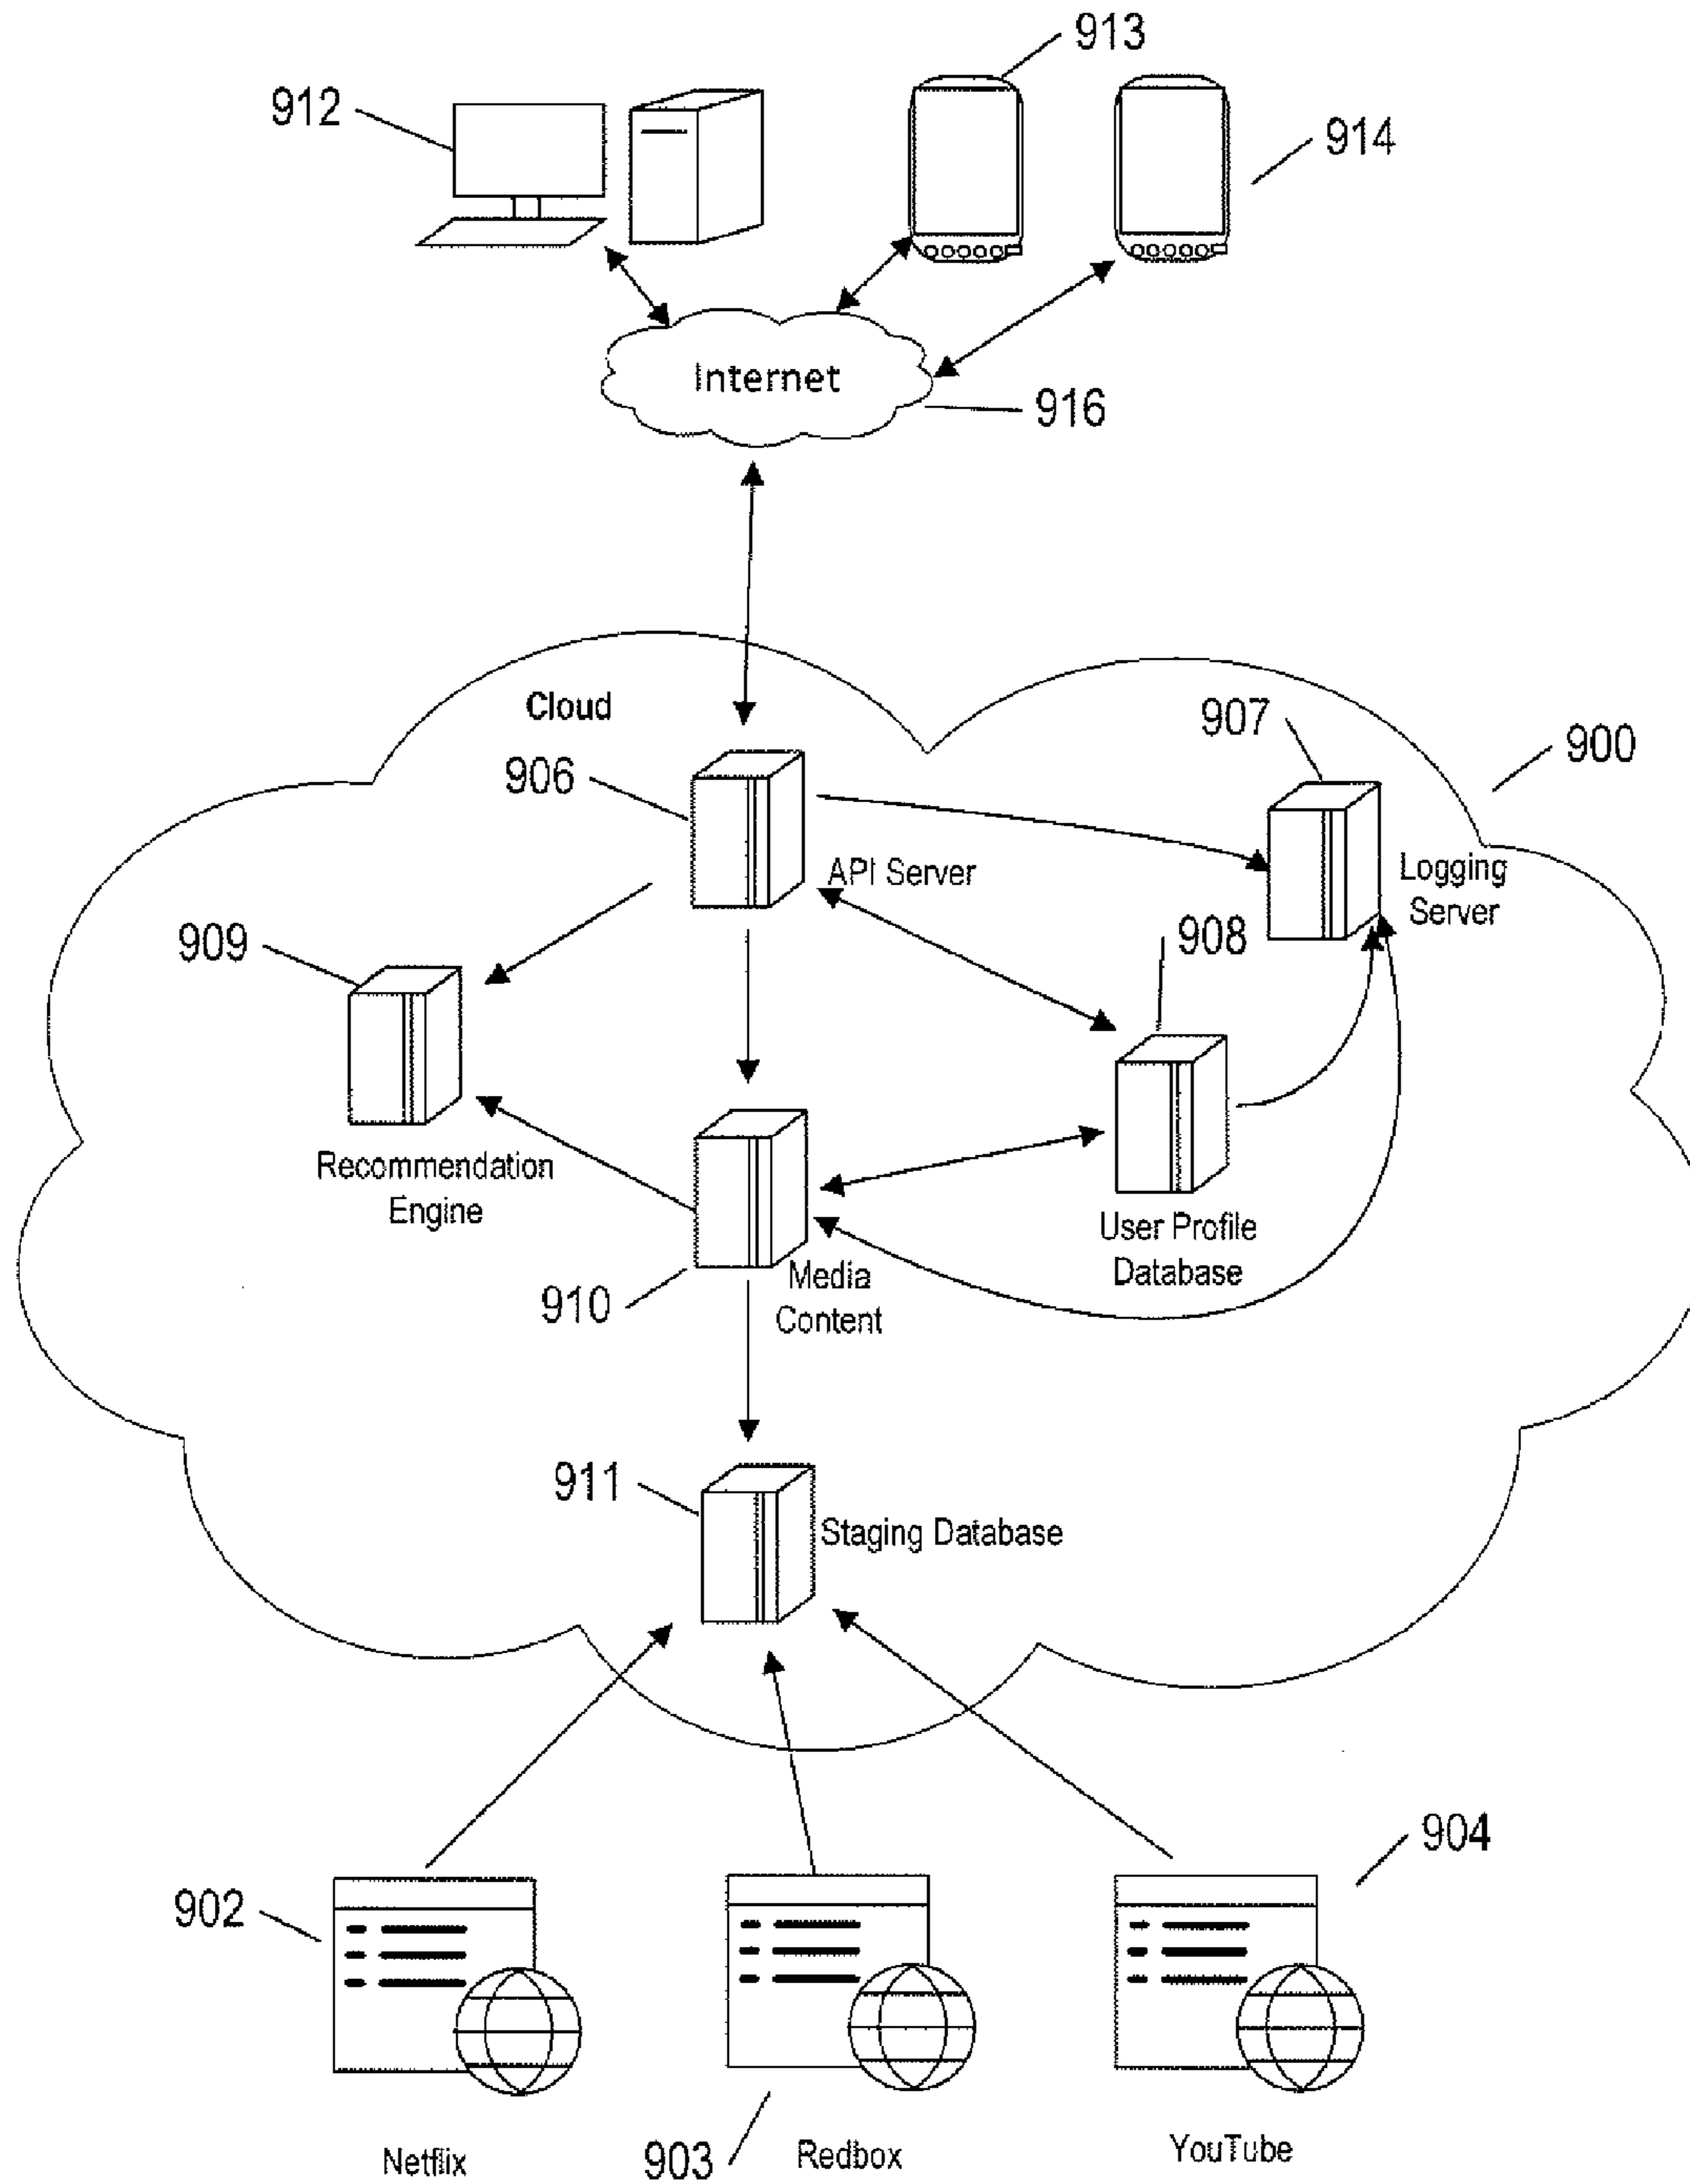 913
912
914
Internet
916
Cloud
907
900
906
API Server
Logging
Server
908
909
Recommendation
Engine
User Profile
Database
910
Media
Content
911
Staging Database
904
902
Netflix
903
Redbox
YouTube